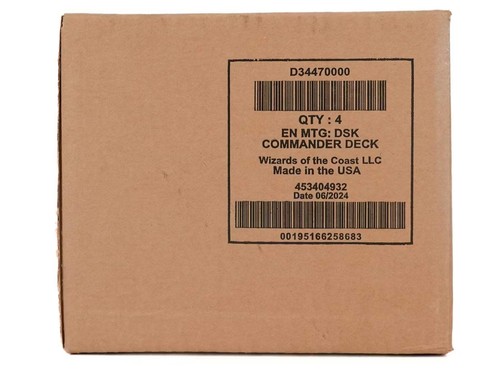 D34470000
QTY : 4
EN MTG: DSK
COMMANDER DECK
Wizards of the Coast LLC
Made in the USA
453404932
Date 06/2024
00195166258683